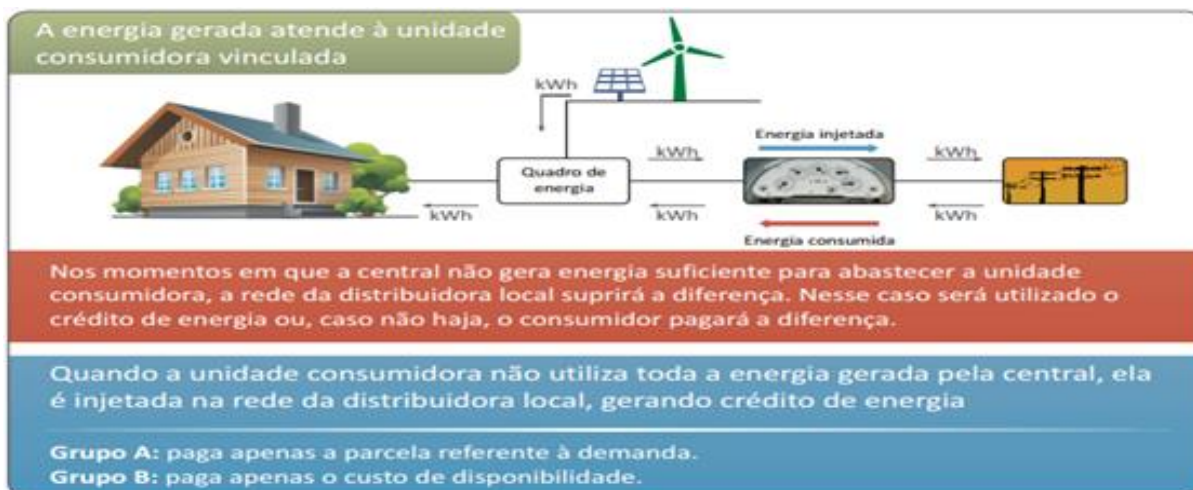 A energia gerada atende à unidade
consumidora vinculada
kWh
Energia injetada
kWh
kWh
Quadro de
energia
kWh
kWh
kWh
Energia consumida
Nos momentos em que a central não gera energia suficiente para abastecer a unidade
consumidora, a rede da distribuidora local suprirá a diferença. Nesse caso será utilizado o
crédito de energia ou, caso não haja, o consumidor pagará a diferença.
Quando a unidade consumidora não utiliza toda a energia gerada pela central, ela
é injetada na rede da distribuidora local, gerando crédito de energia
Grupo A: paga apenas a parcela referente à demanda.
Grupo B: paga apenas o custo de disponibilidade.